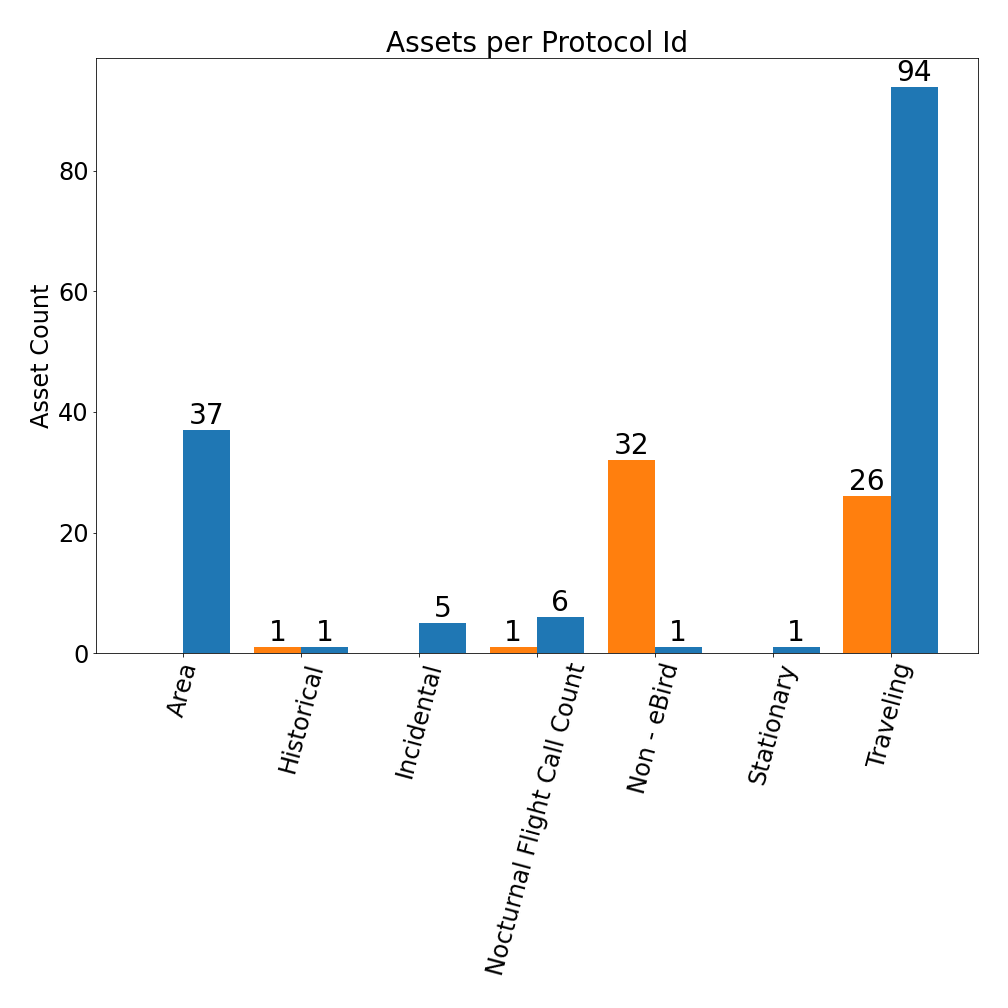 Assets per Protocol Id
Asset Count
80
60
40
20
0
37
1
1
5
1
6
32
1
1
26
94
Area
Historical
Incidental
Nocturnal Flight Call Count
Non - eBird
Stationary
Traveling